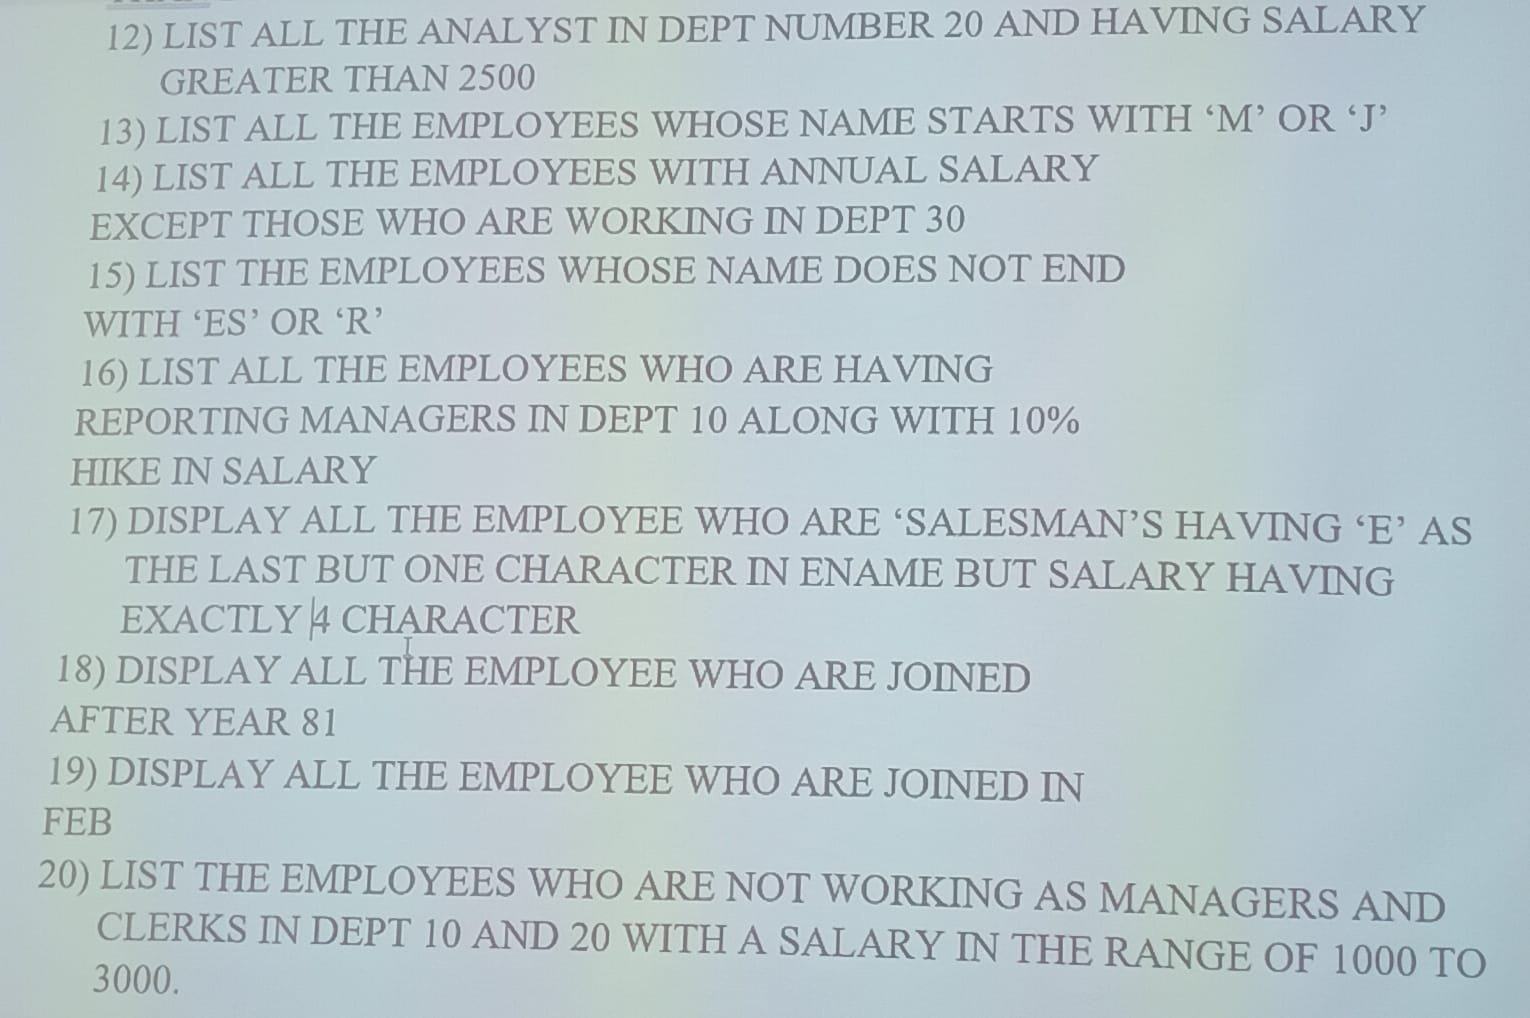 12) LIST ALL THE ANALYST IN DEPT NUMBER 20 AND HAVING SALARY
GREATER THAN 2500
13) LIST ALL THE EMPLOYEES WHOSE NAME STARTS WITH ‘M’ OR ‘J’
14) LIST ALL THE EMPLOYEES WITH ANNUAL SALARY
EXCEPT THOSE WHO ARE WORKING IN DEPT 30
15) LIST THE EMPLOYEES WHOSE NAME DOES NOT END
WITH ‘ES’ OR ‘R’
16) LIST ALL THE EMPLOYEES WHO ARE HAVING
REPORTING MANAGERS IN DEPT 10 ALONG WITH 10%
HIKE IN SALARY
17) DISPLAY ALL THE EMPLOYEE WHO ARE ‘SALESMAN’S HAVING ‘E’ AS
THE LAST BUT ONE CHARACTER IN ENAME BUT SALARY HAVING
EXACTLY 4 CHARACTER
18) DISPLAY ALL THE EMPLOYEE WHO ARE JOINED
AFTER YEAR 81
19) DISPLAY ALL THE EMPLOYEE WHO ARE JOINED IN
FEB
20) LIST THE EMPLOYEES WHO ARE NOT WORKING AS MANAGERS AND
CLERKS IN DEPT 10 AND 20 WITH A SALARY IN THE RANGE OF 1000 TO
3000.